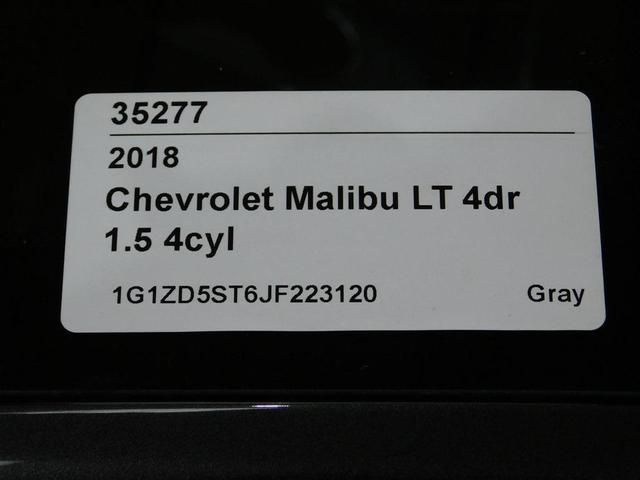 35277
2018
Chevrolet Malibu LT 4dr
1.5 4cyl
1G1ZD5ST6JF223120 Gray